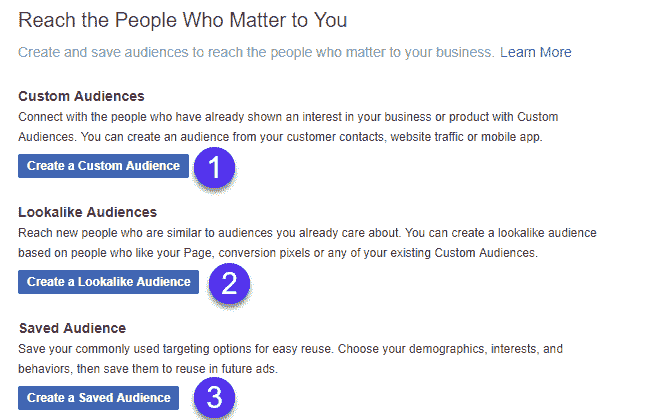 Reach the People Who Matter to You
Create and save audiences to reach the people who matter to your business. Learn More
Custom Audiences
Connect with the people who have already shown an interest in your business or product with Custom
Audiences. You can create an audience from your customer contacts, website traffic or mobile app.
Create a Custom Audience 1
Lookalike Audiences
Reach new people who are similar to audiences you already care about. You can create a lookalike audience
based on people who like your Page, conversion pixels or any of your existing Custom Audiences.
Create a Lookalike Audience 2
Saved Audience
Save your commonly used targeting options for easy reuse. Choose your demographics, interests, and
behaviors, then save them to reuse in future ads.
Create a Saved Audience 3